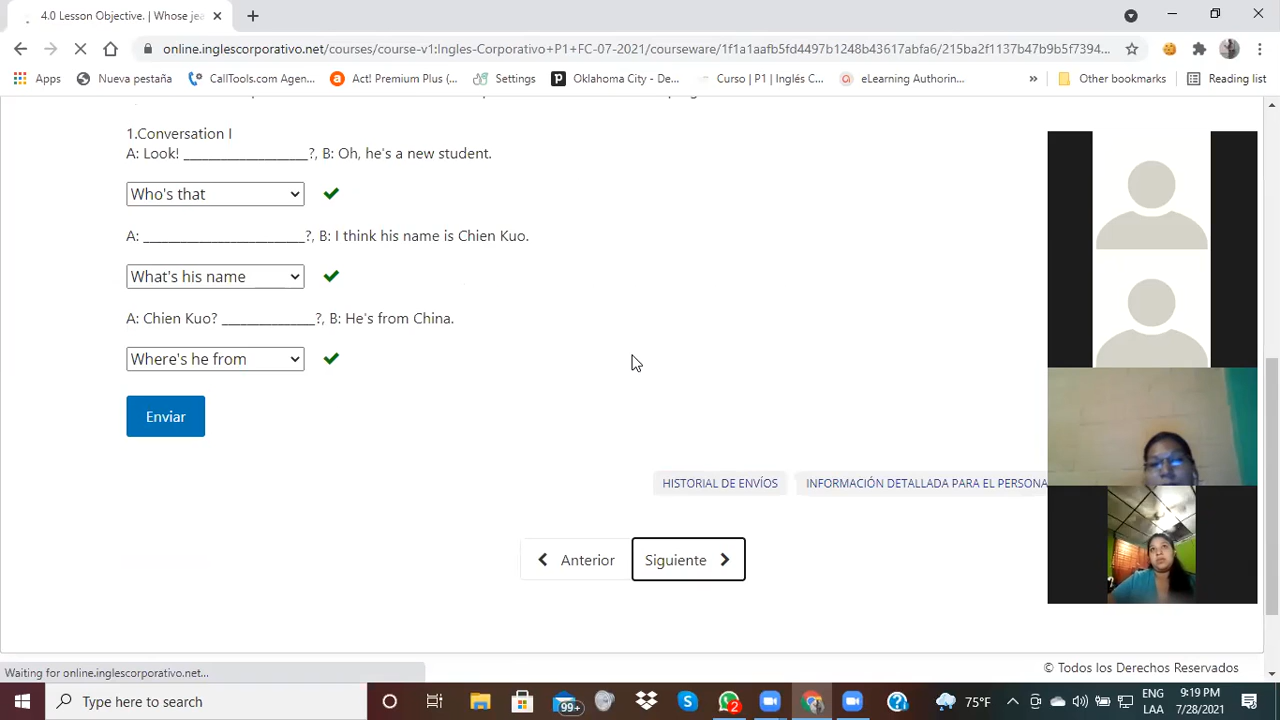 4.0 Lesson Objective. | Whose jea
online.inglescorporativo.net/courses/course-v1:Ingles-Corporativo+P1+FC-07-2021/courseware/1f1a1aafb5fd4497b1248b43617abfa6/215ba2f1137b47b9b5f7394...
Apps Nueva pestaña CallTools.com Agen... Act! Premium Plus (... Settings Oklahoma City - De... Curso | P1 | Inglés C... eLearning Authorin... » Other bookmarks Reading list
1.Conversation I
A: Look! ____________________?, B: Oh, he's a new student.
Who's that
A: __________________________?, B: I think his name is Chien Kuo.
What's his name
A: Chien Kuo? _______________?, B: He's from China.
Where's he from
Enviar
HISTORIAL DE ENVÍOS INFORMACIÓN DETALLADA PARA EL PERSONA
Anterior Siguiente
© Todos los Derechos Reservados
Waiting for online.inglescorporativo.net...
Type here to search 99+ 2 75°F ENG LAA 9:19 PM 7/28/2021